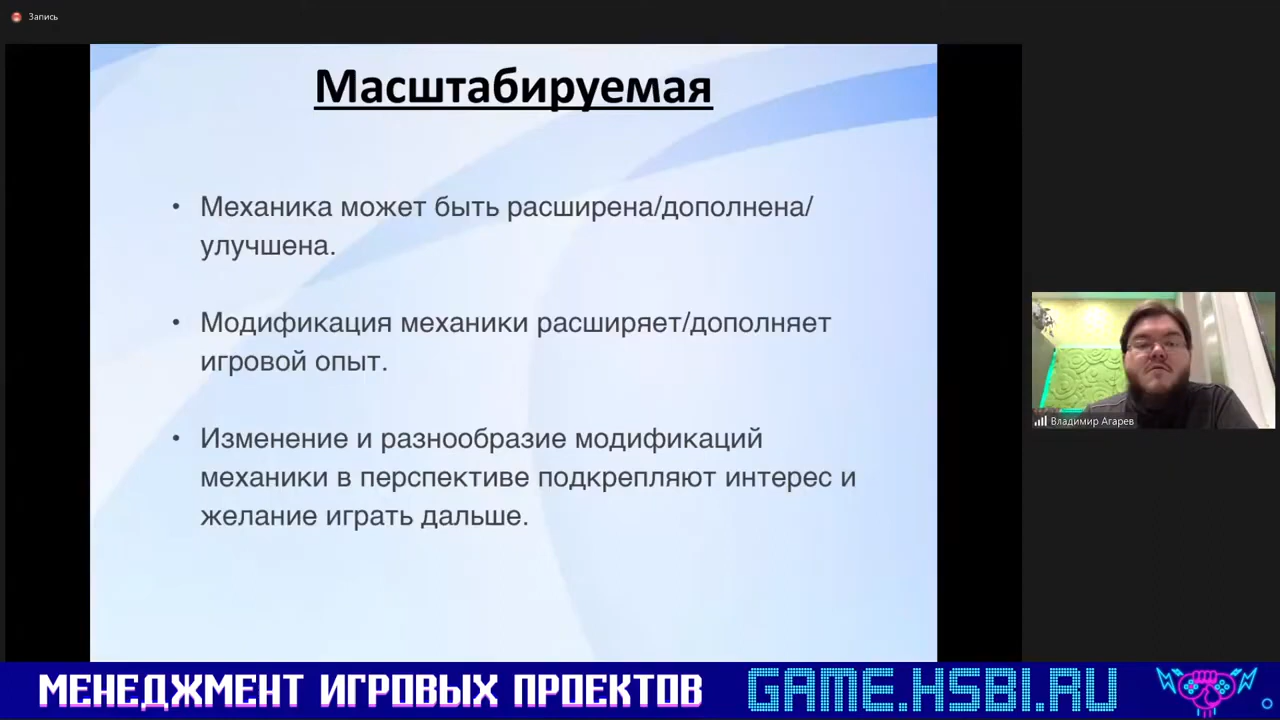 Запись
Масштабируемая
• Механика может быть расширена/дополнена/
улучшена.
• Модификация механики расширяет/дополняет
игровой опыт.
• Изменение и разнообразие модификаций
механики в перспективе подкрепляют интерес и
желание играть дальше.
Владимир Агарев
МЕНЕДЖМЕНТ ИГРОВЫХ ПРОЕКТОВ
GAME.HSBI.RU